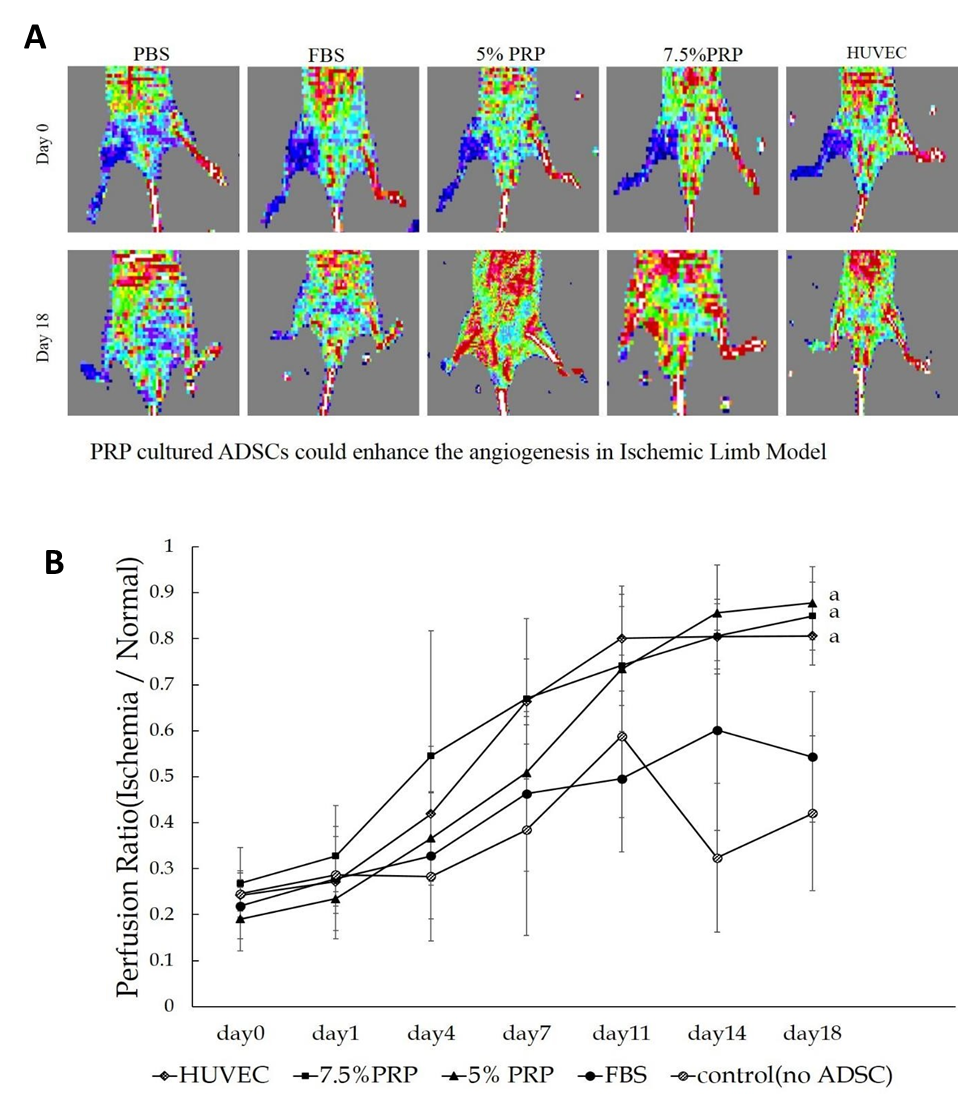 A
PBS FBS 5% PRP 7.5%PRP HUVEC
Day 0
Day 18
PRP cultured ADSCs could enhance the angiogenesis in Ischemic Limb Model
B
Perfusion Ratio(Ischemia / Normal)
1
0.9
0.8
0.7
0.6
0.5
0.4
0.3
0.2
0.1
0
a
a
a
day0 day1 day4 day7 day11 day14 day18
HUVEC 7.5%PRP 5% PRP FBS control(no ADSC)